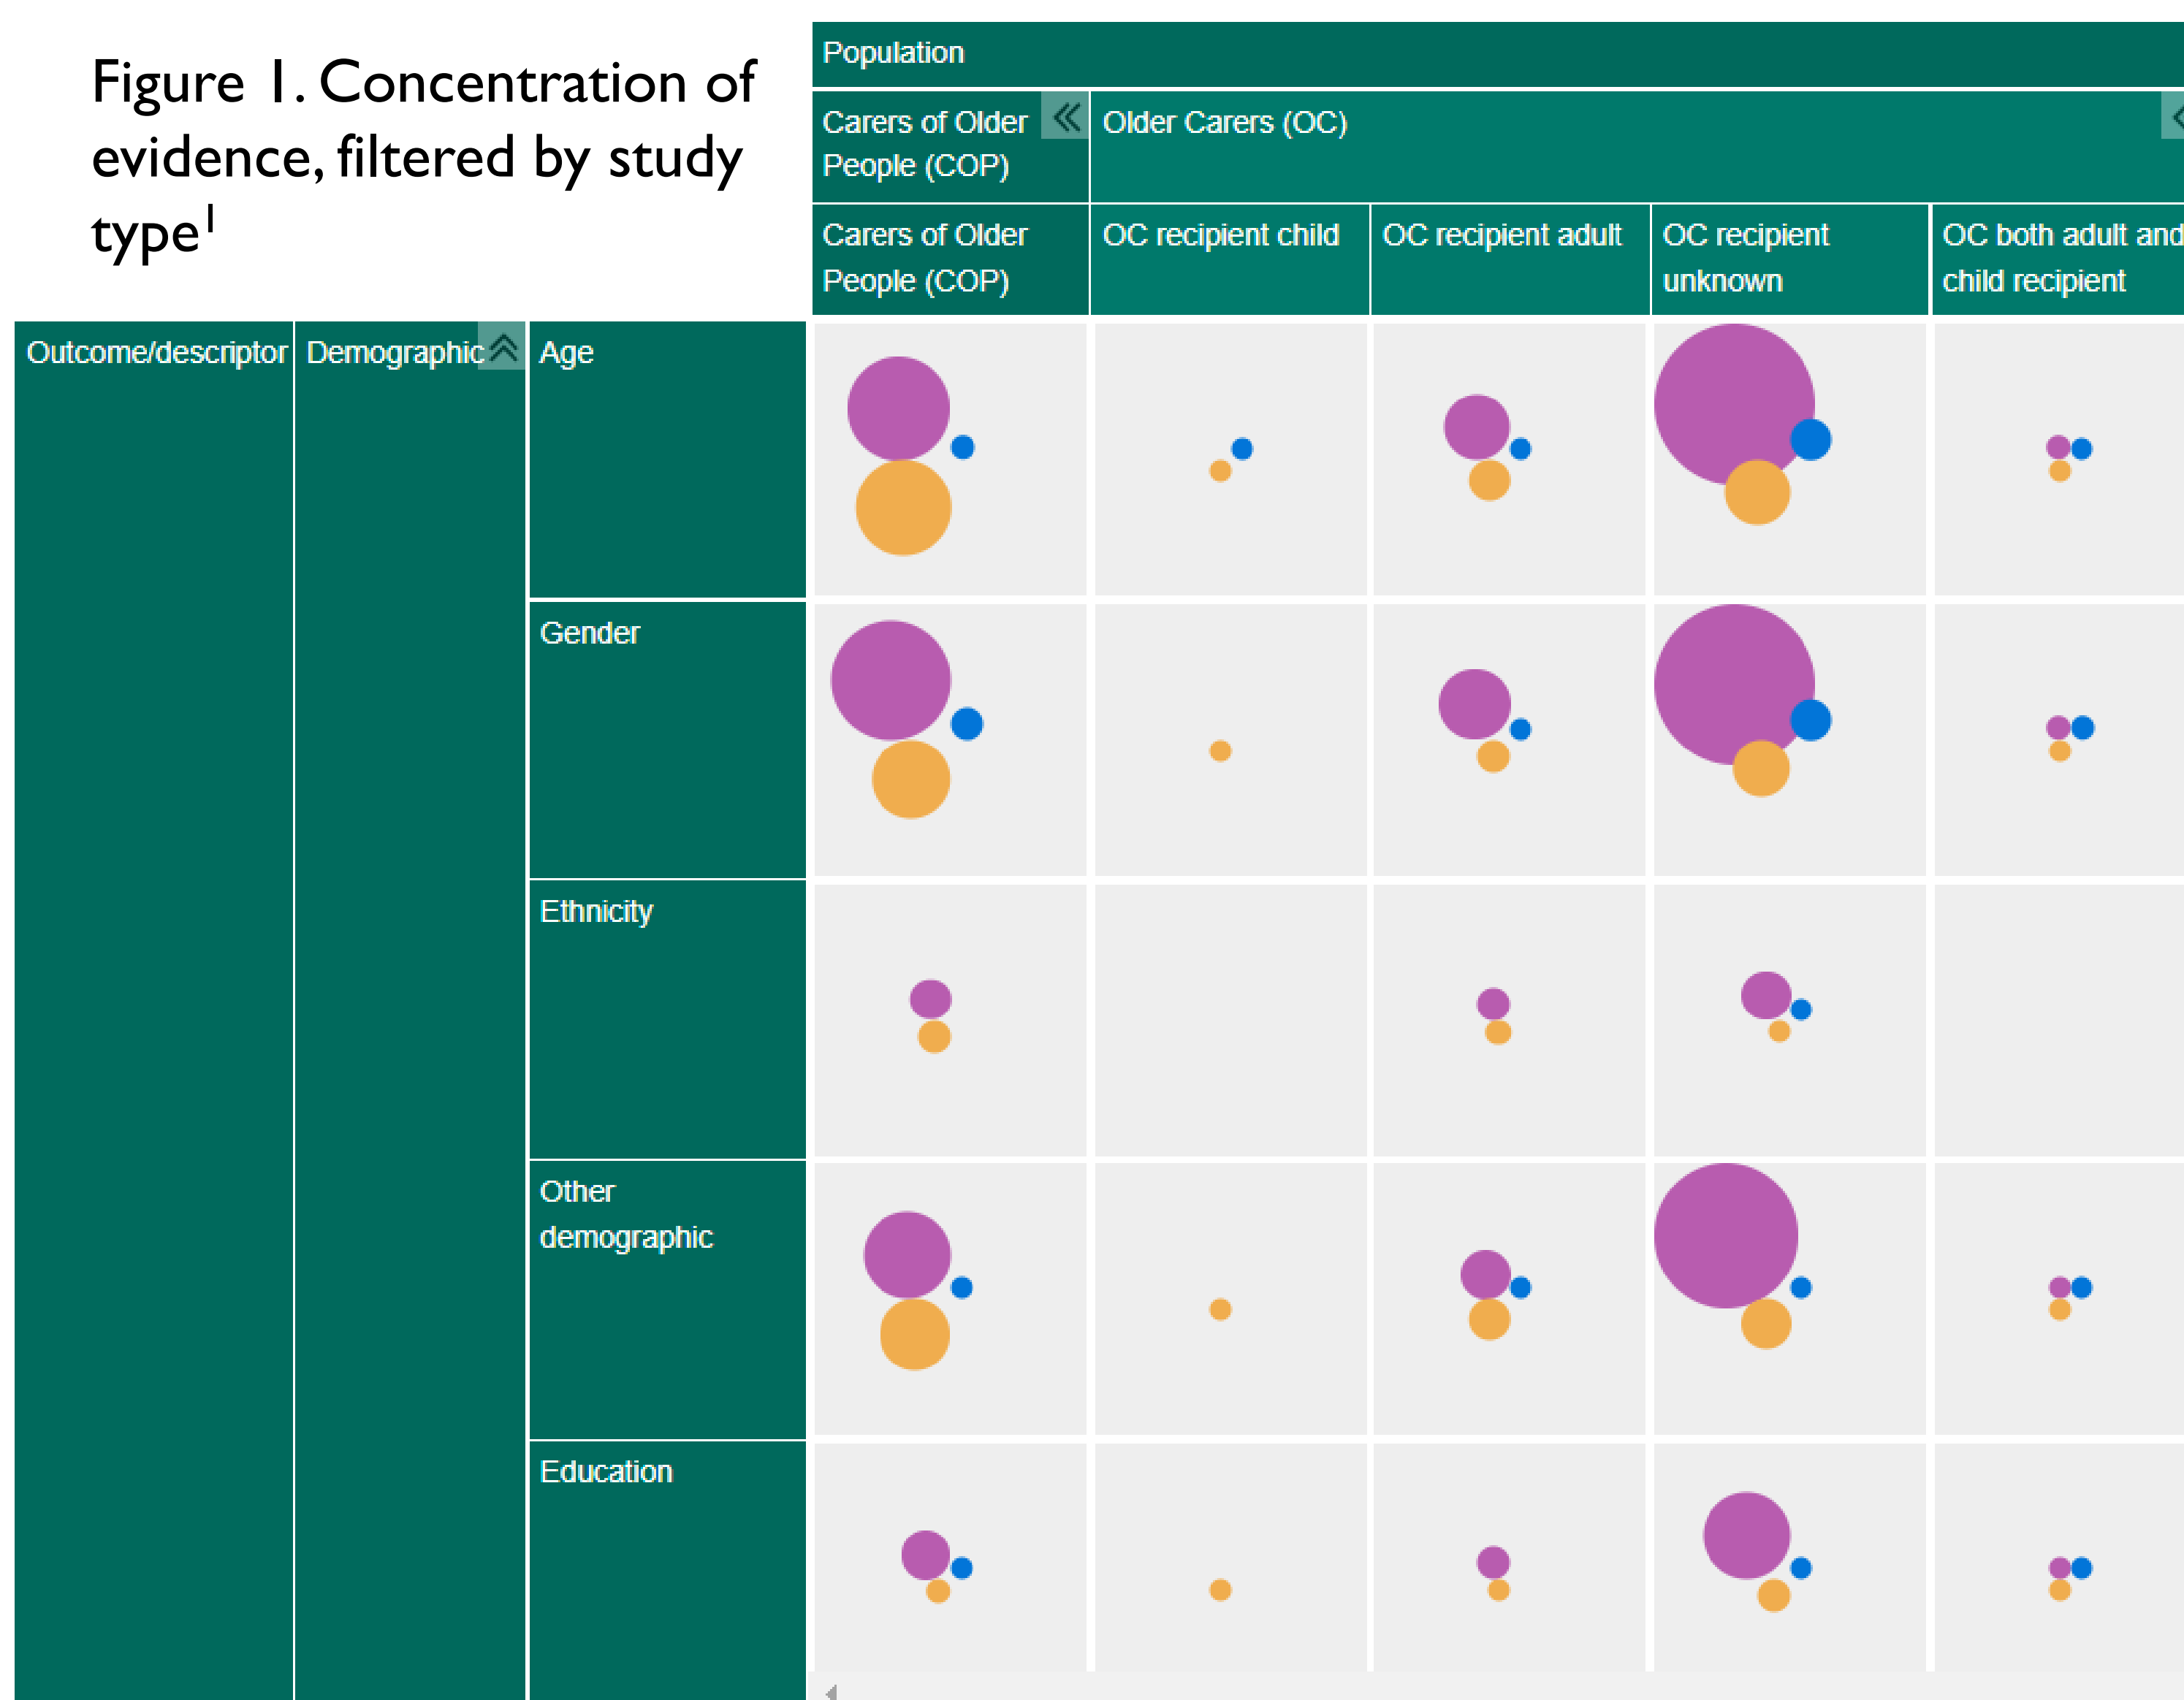 Figure 1. Concentration of
evidence, filtered by study
type¹
Population
Carers of Older
People (COP)
Older Carers (OC)
Carers of Older
People (COP)
OC recipient child
OC recipient adult
OC recipient
unknown
OC both adult and
child recipient
Outcome/descriptor
Demographic
Age
Gender
Ethnicity
Other
demographic
Education